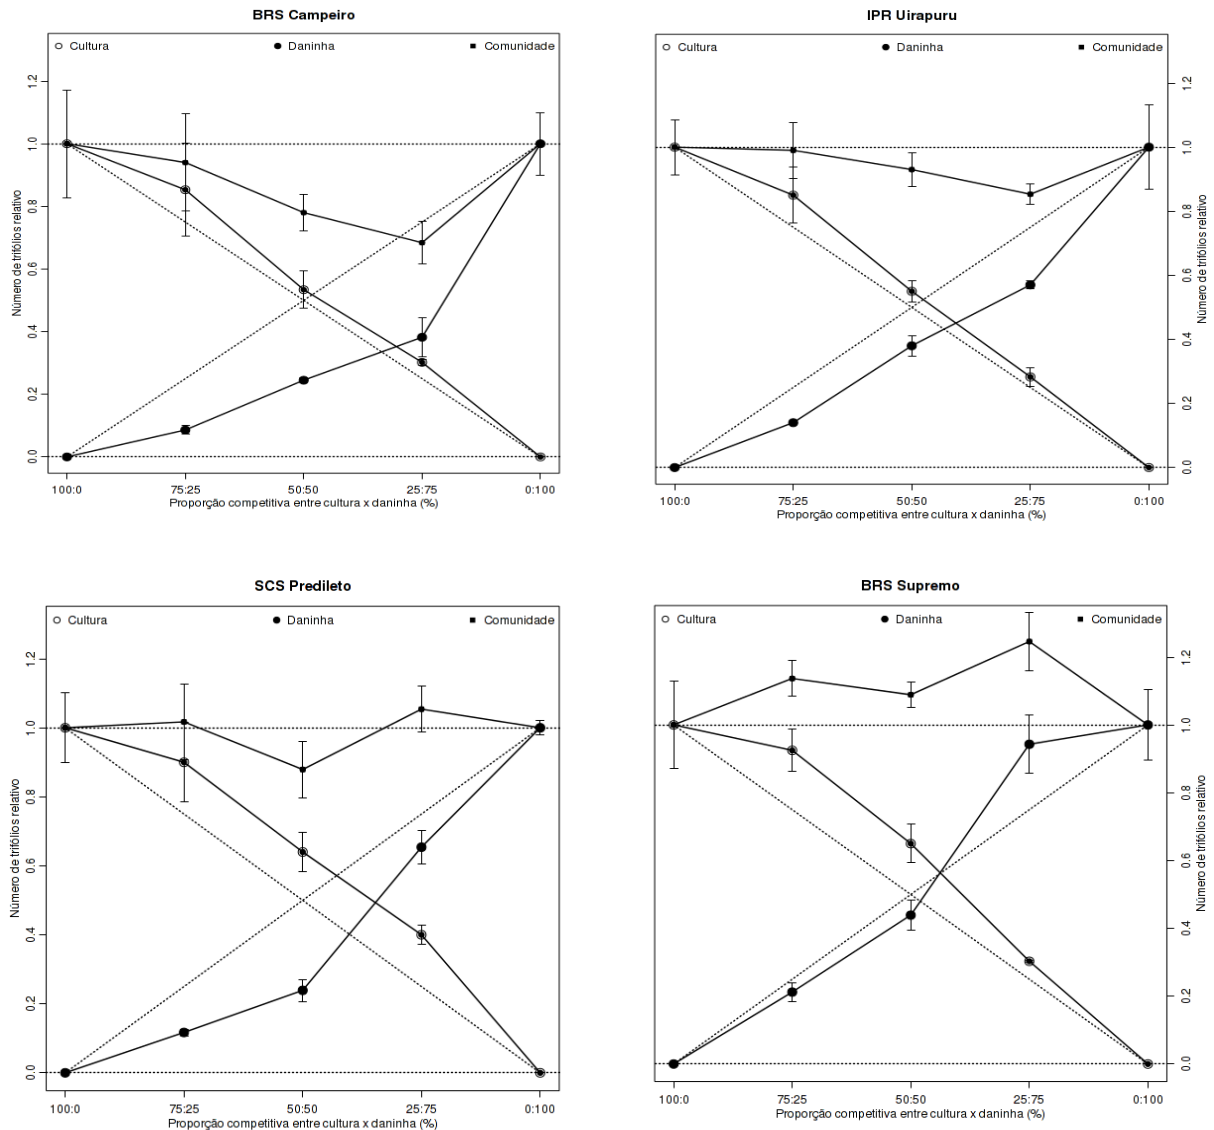 BRS Campeiro
Cultura Daninha Comunidade
Número de trifólios relativo
0.0 0.2 0.4 0.6 0.8 1.0 1.2
100:0 75:25 50:50 25:75 0:100
Proporção competitiva entre cultura x daninha (%)
IPR Uirapuru
Cultura Daninha Comunidade
Número de trifólios relativo
0.0 0.2 0.4 0.6 0.8 1.0 1.2
100:0 75:25 50:50 25:75 0:100
Proporção competitiva entre cultura x daninha (%)
SCS Predileto
Cultura Daninha Comunidade
Número de trifólios relativo
0.0 0.2 0.4 0.6 0.8 1.0 1.2
100:0 75:25 50:50 25:75 0:100
Proporção competitiva entre cultura x daninha (%)
BRS Supremo
Cultura Daninha Comunidade
Número de trifólios relativo
0.0 0.2 0.4 0.6 0.8 1.0 1.2
100:0 75:25 50:50 25:75 0:100
Proporção competitiva entre cultura x daninha (%)